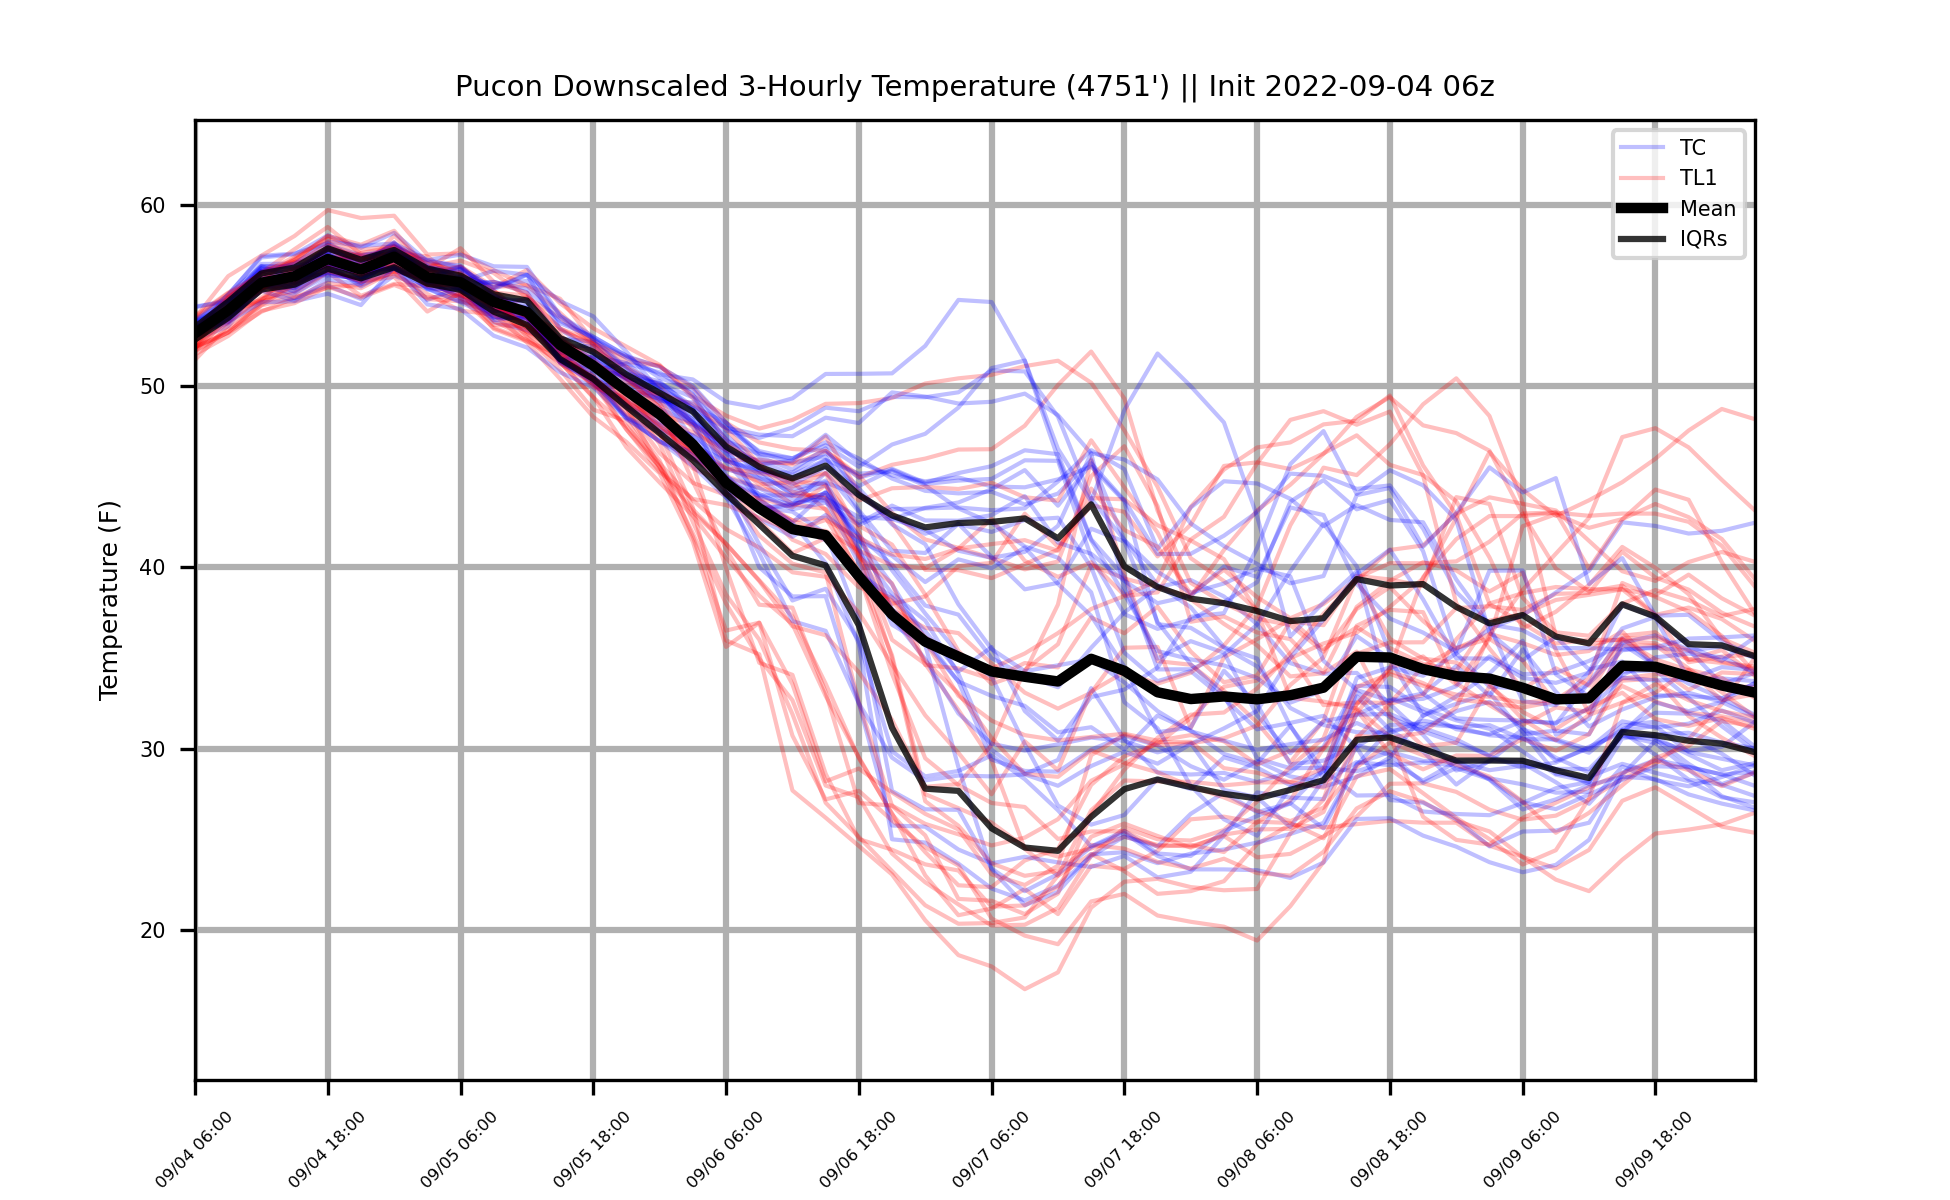 Pucon Downscaled 3-Hourly Temperature (4751') || Init 2022-09-04 06z
TC
TL1
Mean
IQRs
Temperature (F)
60
50
40
30
20
09/04 06:00
09/04 18:00
09/05 06:00
09/05 18:00
09/06 06:00
09/06 18:00
09/07 06:00
09/07 18:00
09/08 06:00
09/08 18:00
09/09 06:00
09/09 18:00